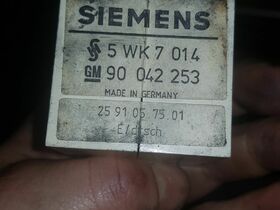 SIEMENS
5 WK 7 014
GM 90 042 253
MADE IN GERMANY
25 91 05 75 01